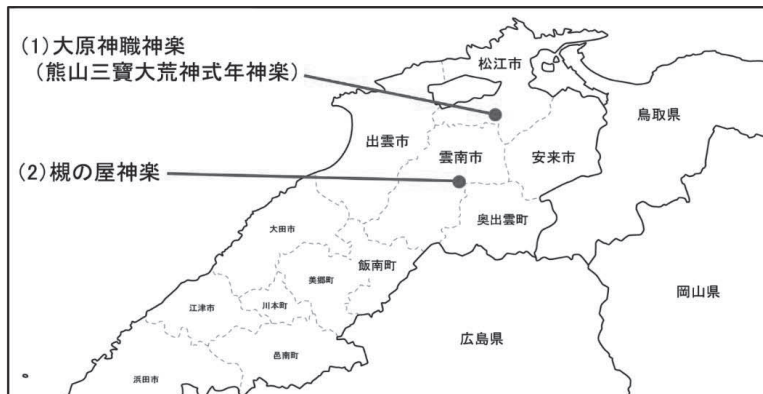 (1)大原神職神楽
(熊山三寶大荒神式年神楽)
松江市
鳥取県
出雲市
雲南市
安来市
(2)槻の屋神楽
奥出雲町
大田市
飯南町
美郷町
岡山県
江津市
川本町
広島県
邑南町
浜田市